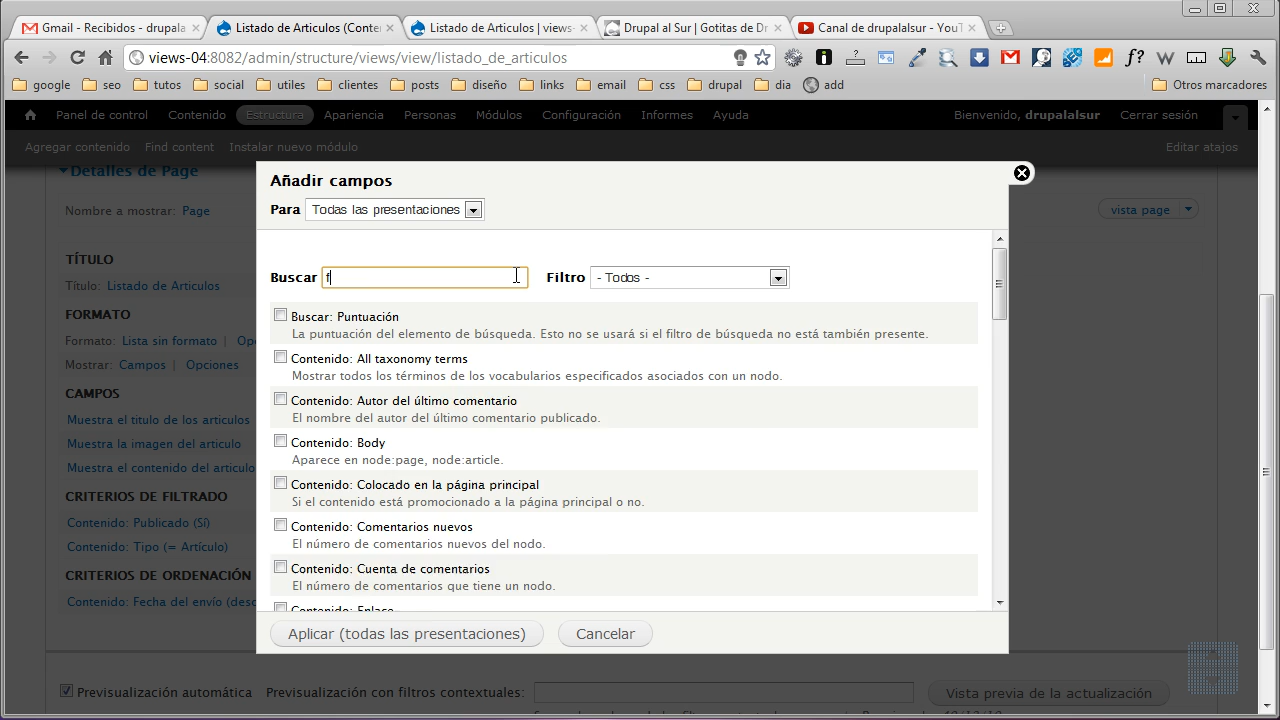 Gmail - Recibidos - drupala
Listado de Articulos (Conte
Listado de Articulos | views-
Drupal al Sur | Gotitas de Dr
Canal de drupalalsur - YouT
views-04:8082/admin/structure/views/view/listado_de_articulos
google seo tutos social utiles clientes posts diseño links email css drupal dia add Otros marcadores
Panel de control Contenido Estructura Apariencia Personas Módulos Configuración Informes Ayuda Bienvenido, drupalalsur Cerrar sesión
Agregar contenido Find content Instalar nuevo módulo Editar atajos
Detalles de Page
Nombre a mostrar: Page
vista page
TÍTULO
Título: Listado de Articulos
FORMATO
Formato: Lista sin formato |
Mostrar: Campos | Opciones
CAMPOS
Muestra el titulo de los articulos
Muestra la imagen del articulo
Muestra el contenido del articulo
CRITERIOS DE FILTRADO
Contenido: Publicado (Sí)
Contenido: Tipo (= Artículo)
CRITERIOS DE ORDENACIÓN
Contenido: Fecha del envío (desc
Añadir campos
Para Todas las presentaciones
Buscar f
Filtro - Todos -
Buscar: Puntuación
La puntuación del elemento de búsqueda. Esto no se usará si el filtro de búsqueda no está también presente.
Contenido: All taxonomy terms
Mostrar todos los términos de los vocabularios especificados asociados con un nodo.
Contenido: Autor del último comentario
El nombre del autor del último comentario publicado.
Contenido: Body
Aparece en node:page, node:article.
Contenido: Colocado en la página principal
Si el contenido está promocionado a la página principal o no.
Contenido: Comentarios nuevos
El número de comentarios nuevos del nodo.
Contenido: Cuenta de comentarios
El número de comentarios que tiene un nodo.
Contenido: Enlace
Aplicar (todas las presentaciones) Cancelar
Previsualización automática Previsualización con filtros contextuales: Vista previa de la actualización